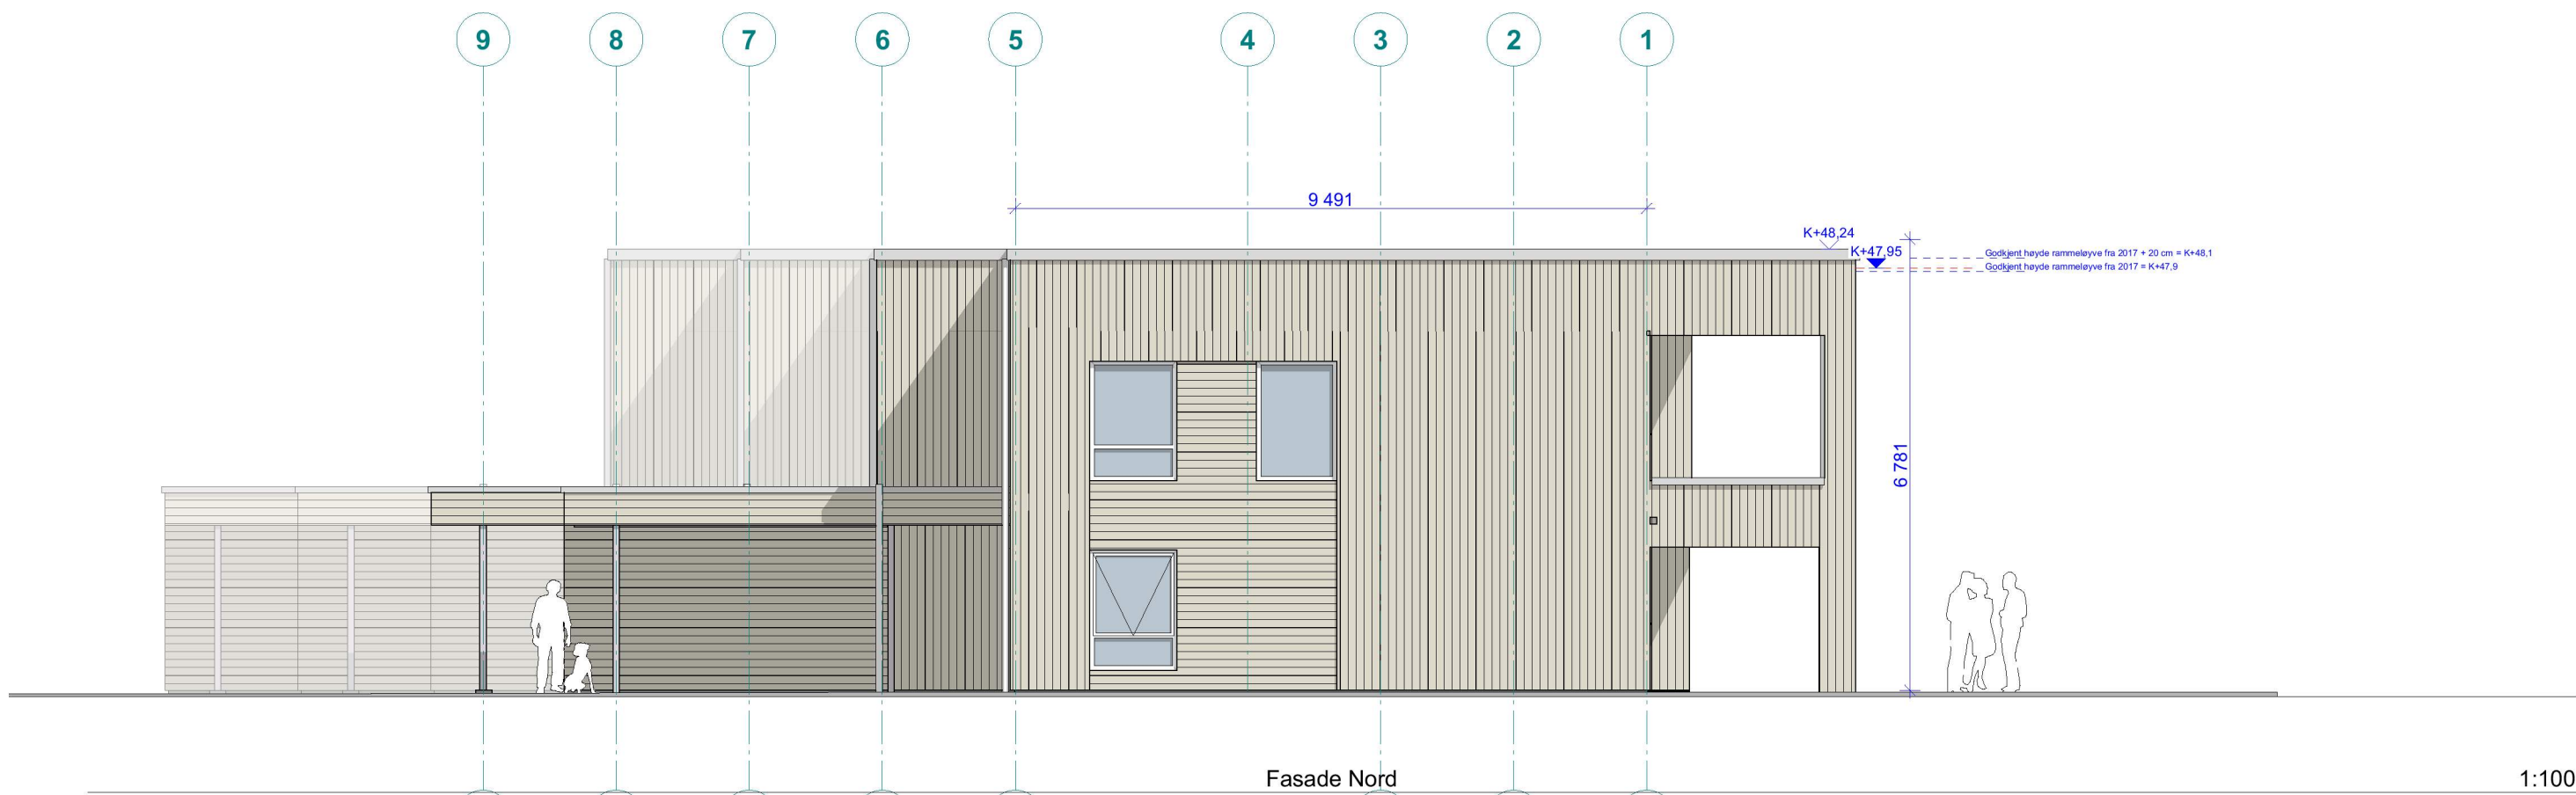 9 8 7 6 5 4 3 2 1
9 491
K+48,24
K+47,95
Godkjent høyde rammeløyve fra 2017 + 20 cm = K+48,1
Godkjent høyde rammeløyve fra 2017 = K+47,9
6 781
Fasade Nord
1:100